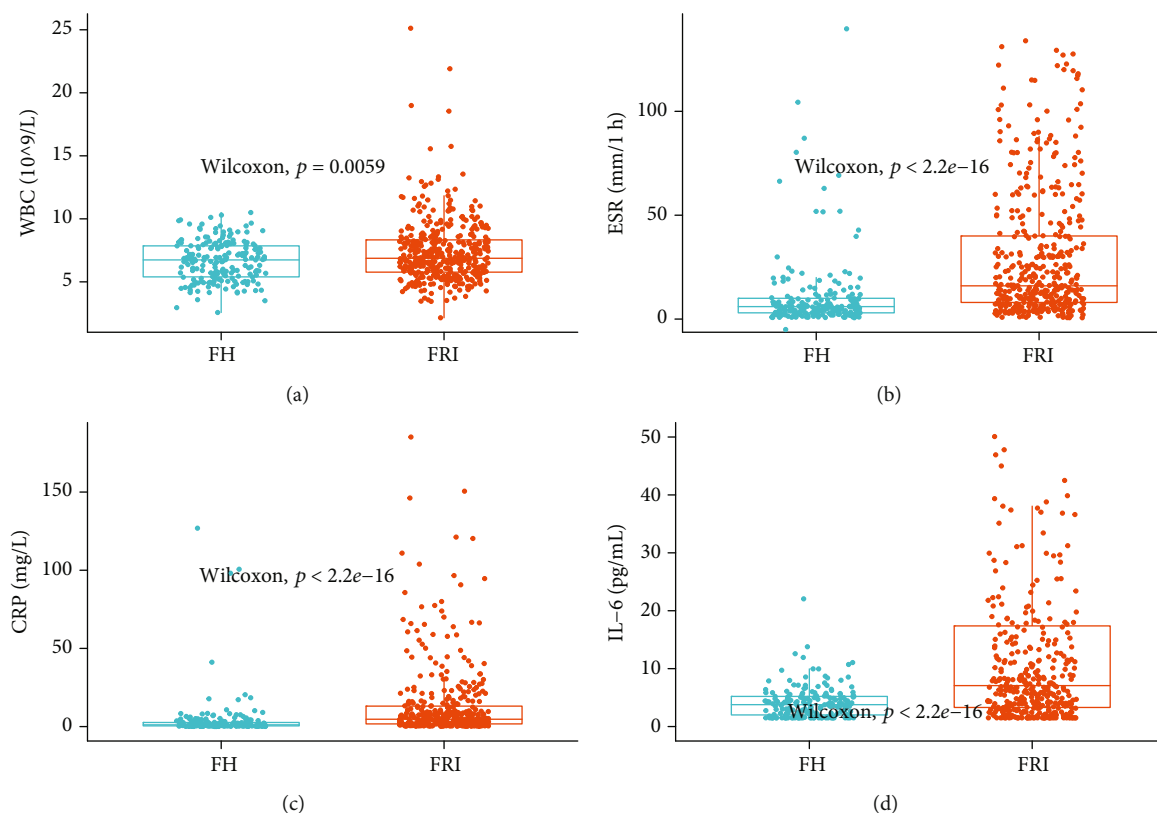 25
20
15
10
5
WBC (10^9/L)
Wilcoxon, p = 0.0059
FH
FRI
(a)
100
50
0
ESR (mm/1 h)
Wilcoxon, p < 2.2e−16
FH
FRI
(b)
150
100
50
0
CRP (mg/L)
Wilcoxon, p < 2.2e−16
FH
FRI
(c)
50
40
30
20
10
0
IL−6 (pg/mL)
Wilcoxon, p < 2.2e−16
FH
FRI
(d)